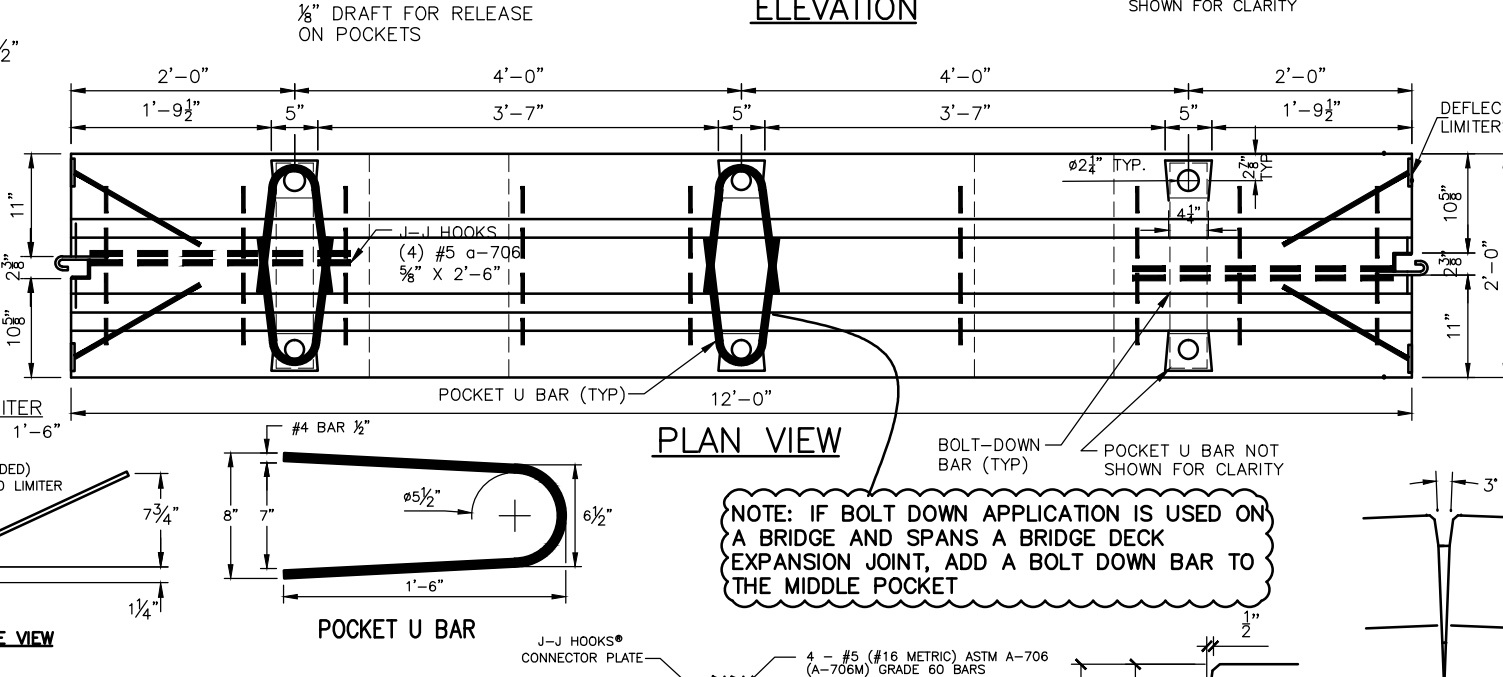 ⅛” DRAFT FOR RELEASE
ON POCKETS
ELEVATION
SHOWN FOR CLARITY
½”
2’-0” 4’-0” 4’-0” 2’-0”
1’-9½” 5” 3’-7” 5” 3’-7” 5” 1’-9½”
DEFLEC
LIMITER
ø2¼” TYP.
2⅞”
TYP
11”
10⅝”
4¼”
J-J HOOKS
(4) #5 a-706
⅝” X 2’-6”
2⅜”
2⅜”
2’-0”
10⅝”
11”
POCKET U BAR (TYP)
12’-0”
ITER
1’-6”
#4 BAR ½”
PLAN VIEW
BOLT-DOWN
BAR (TYP)
POCKET U BAR NOT
SHOWN FOR CLARITY
DED)
D LIMITER
7¾”
8”
7”
ø5½”
6½”
3°
NOTE: IF BOLT DOWN APPLICATION IS USED ON
A BRIDGE AND SPANS A BRIDGE DECK
EXPANSION JOINT, ADD A BOLT DOWN BAR TO
THE MIDDLE POCKET
1’-6”
1¼”
POCKET U BAR
E VIEW
J-J HOOKS®
CONNECTOR PLATE
4 - #5 (#16 METRIC) ASTM A-706
(A-706M) GRADE 60 BARS
½”